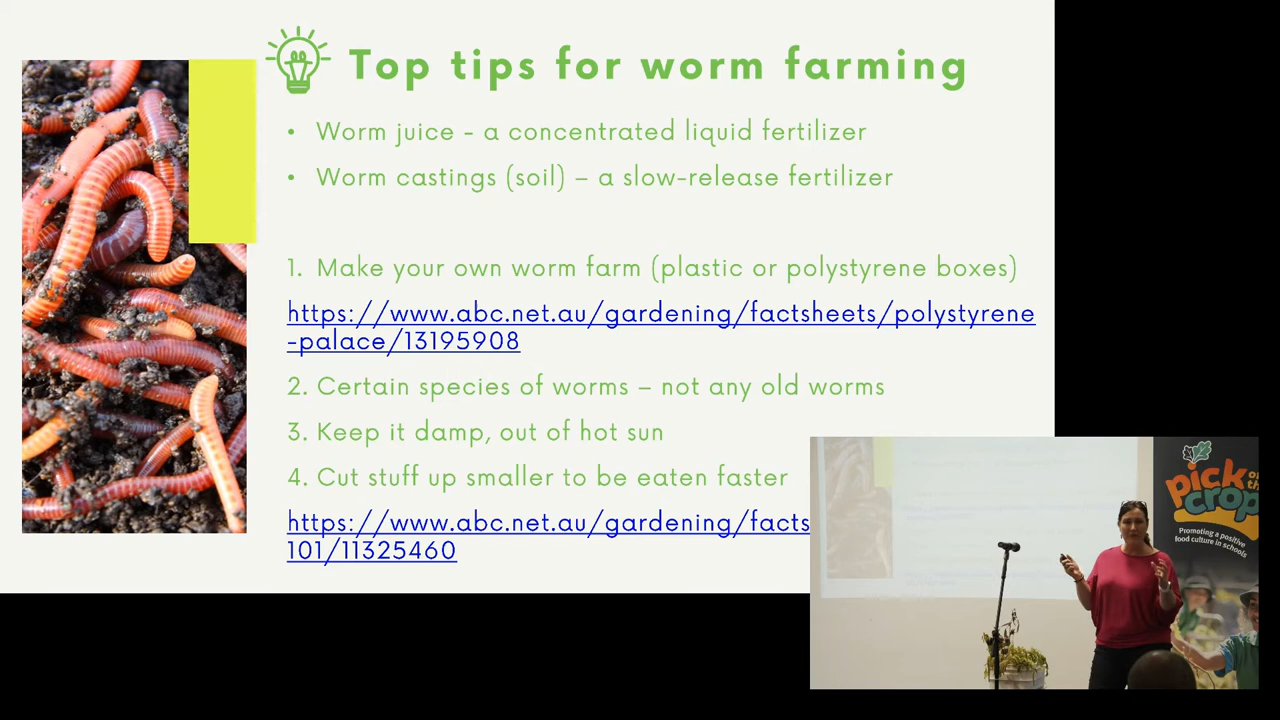 Top tips for worm farming
• Worm juice - a concentrated liquid fertilizer
• Worm castings (soil) – a slow-release fertilizer
1. Make your own worm farm (plastic or polystyrene boxes)
https://www.abc.net.au/gardening/factsheets/polystyrene
-palace/13195908
2. Certain species of worms – not any old worms
3. Keep it damp, out of hot sun
4. Cut stuff up smaller to be eaten faster
https://www.abc.net.au/gardening/facts
101/11325460
pick of
the
crop
Promoting a positive
food culture in schools